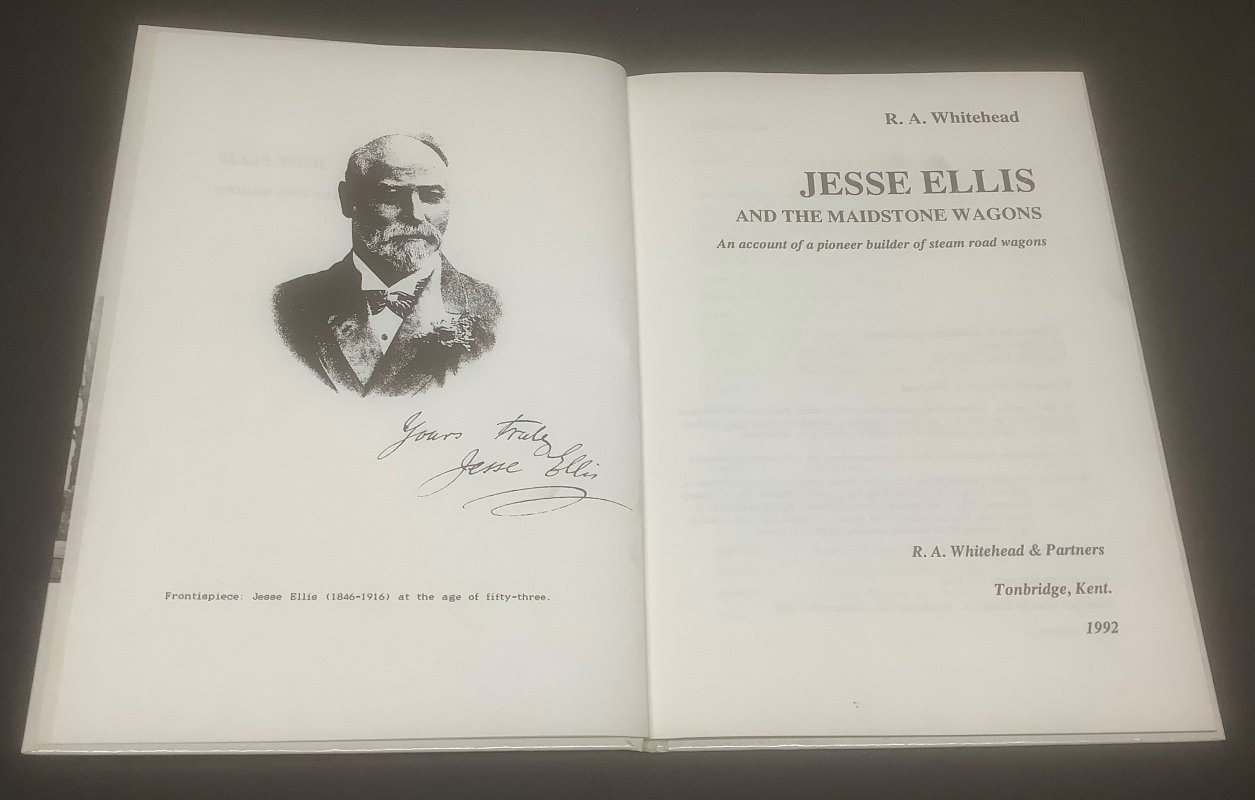 Yours truly
Jesse Ellis
Frontispiece: Jesse Ellis (1846-1916) at the age of fifty-three.
R. A. Whitehead
JESSE ELLIS
AND THE MAIDSTONE WAGONS
An account of a pioneer builder of steam road wagons
R. A. Whitehead & Partners
Tonbridge, Kent.
1992